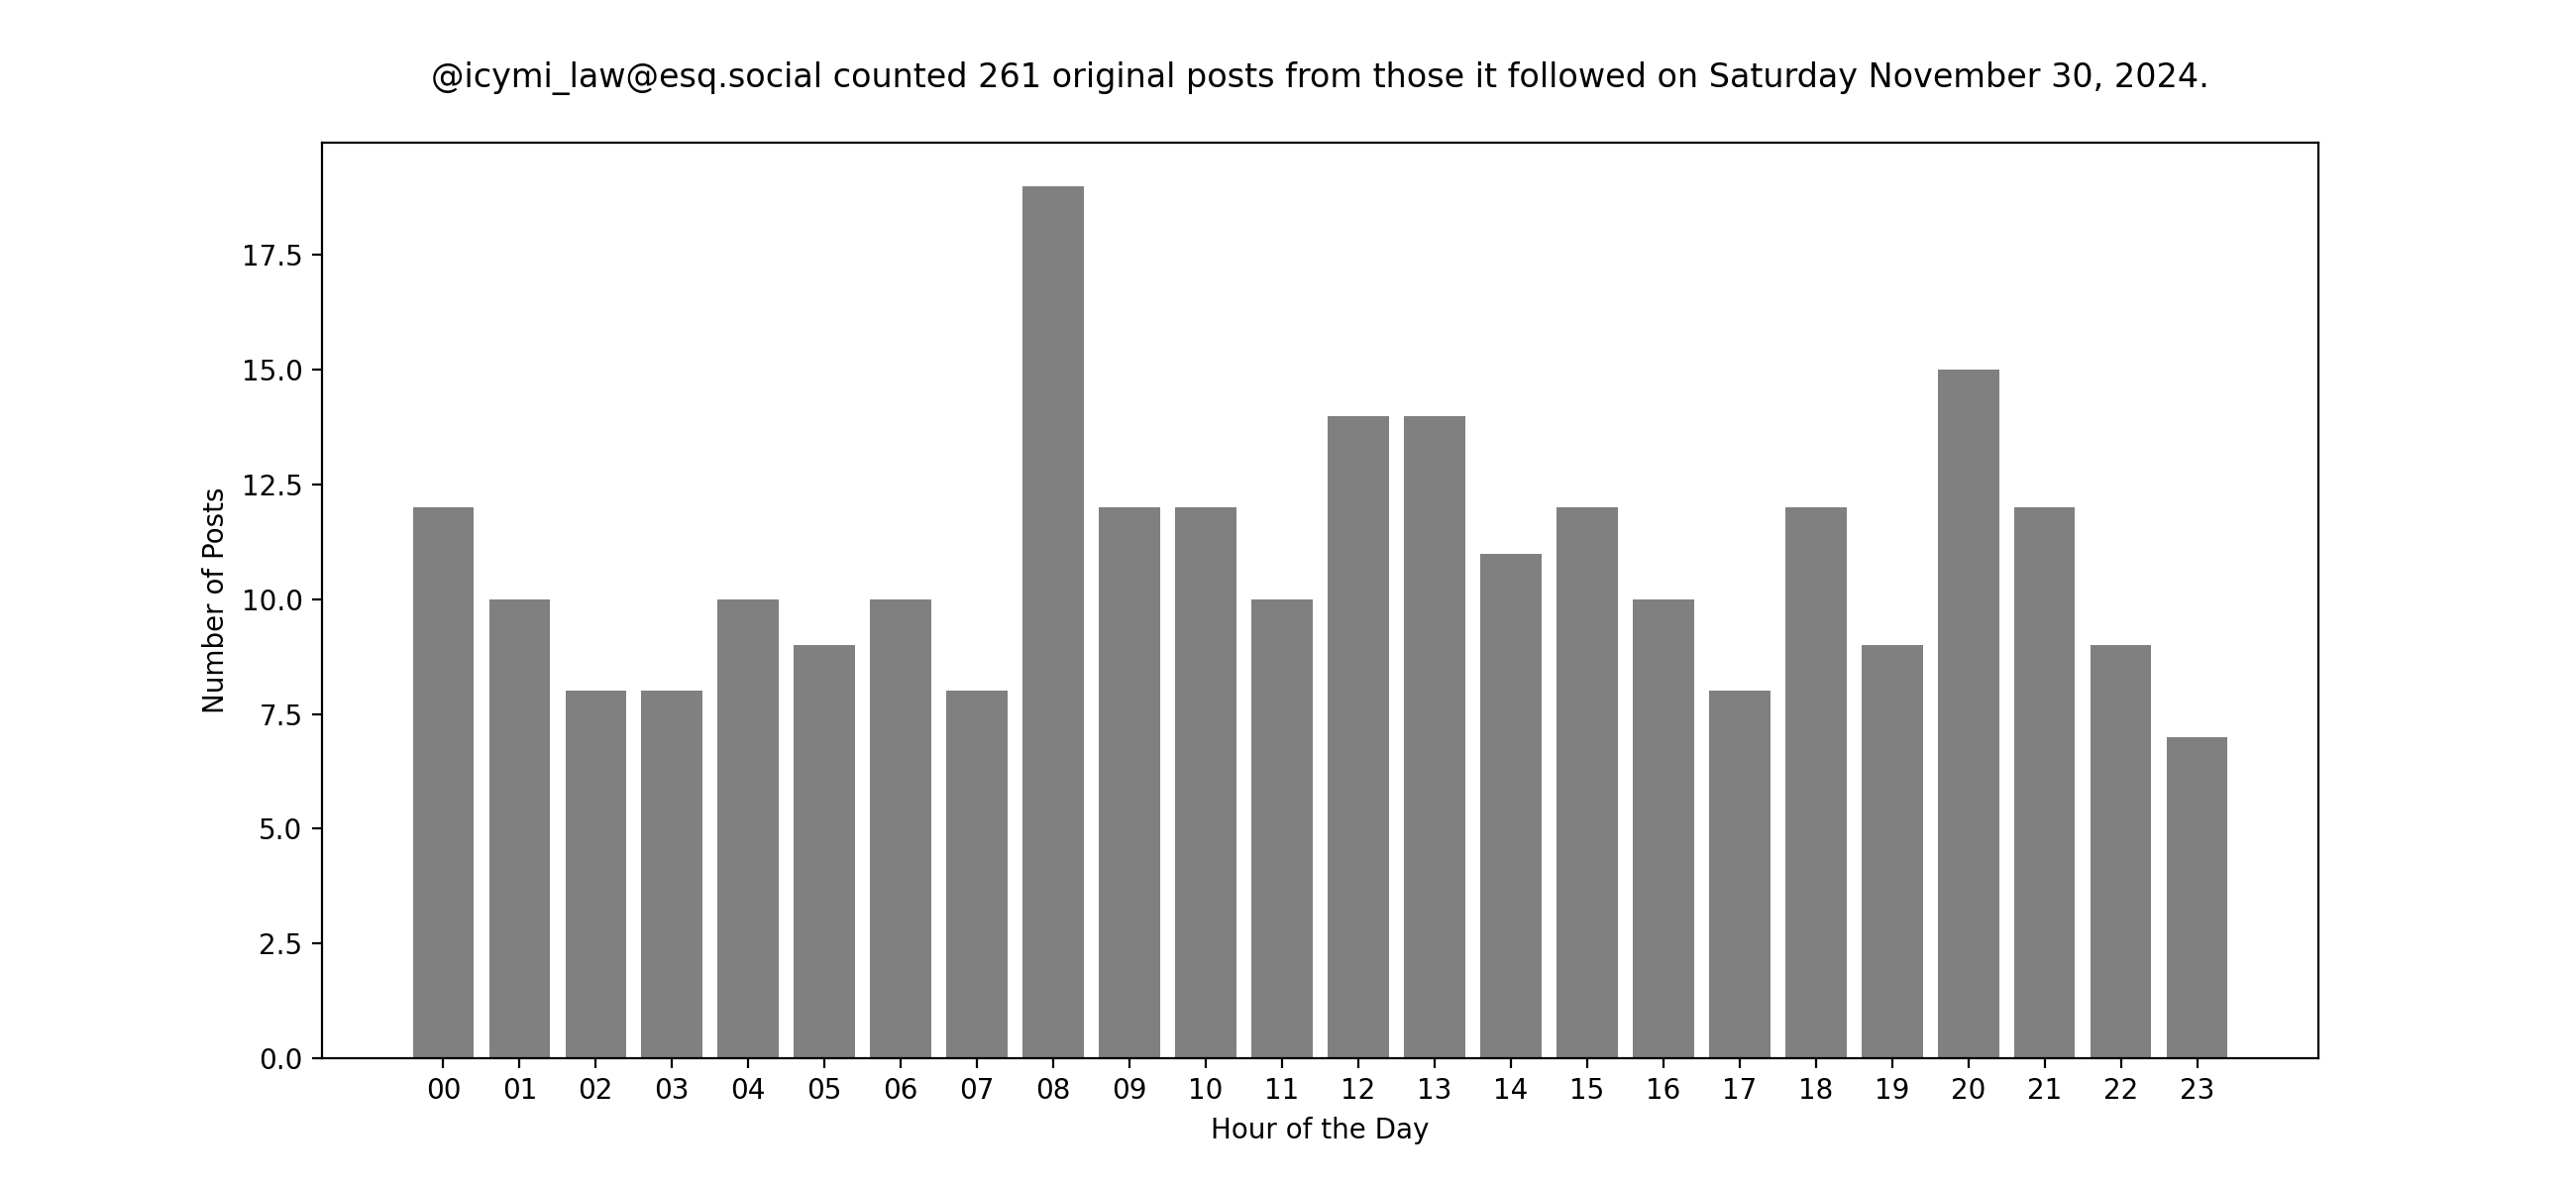 @icymi_law@esq.social counted 261 original posts from those it followed on Saturday November 30, 2024.
17.5
15.0
12.5
10.0
7.5
5.0
2.5
0.0
Number of Posts
00 01 02 03 04 05 06 07 08 09 10 11 12 13 14 15 16 17 18 19 20 21 22 23
Hour of the Day